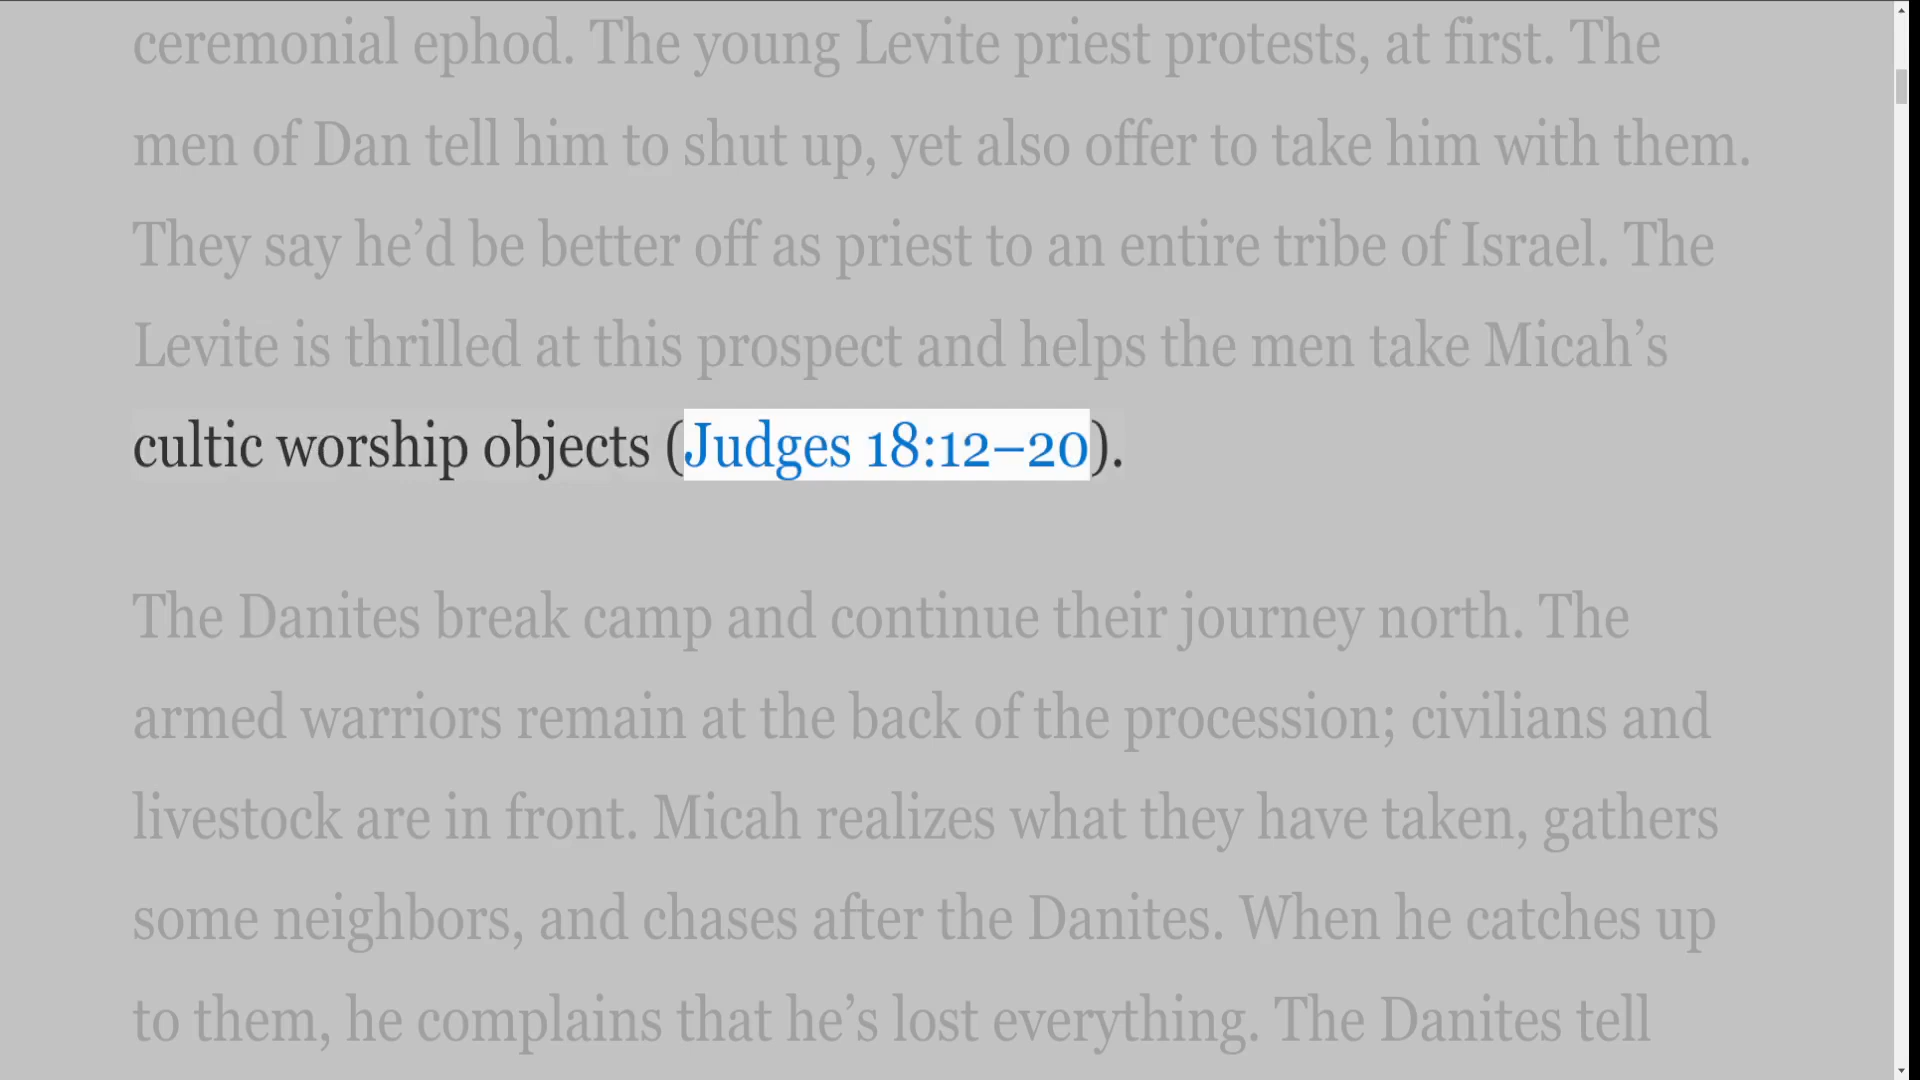 ceremonial ephod. The young Levite priest protests, at first. The
men of Dan tell him to shut up, yet also offer to take him with them.
They say he’d be better off as priest to an entire tribe of Israel. The
Levite is thrilled at this prospect and helps the men take Micah’s
cultic worship objects (Judges 18:12–20).
The Danites break camp and continue their journey north. The
armed warriors remain at the back of the procession; civilians and
livestock are in front. Micah realizes what they have taken, gathers
some neighbors, and chases after the Danites. When he catches up
to them, he complains that he’s lost everything. The Danites tell